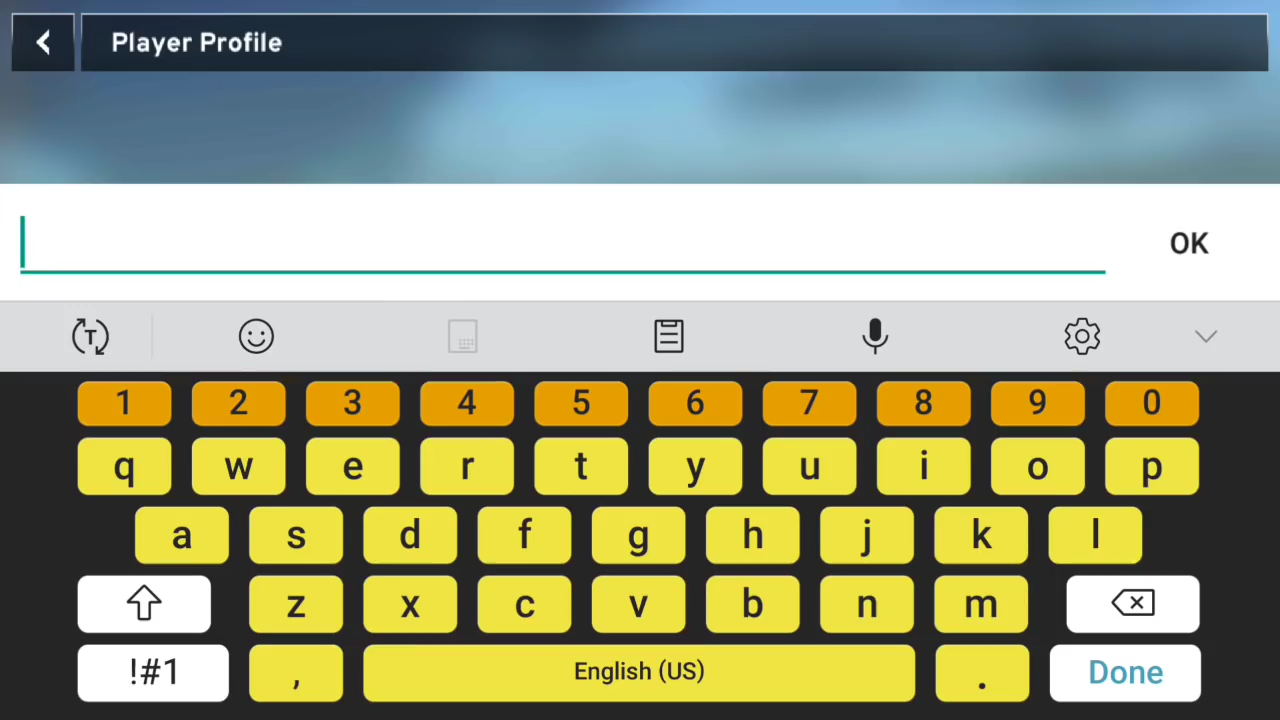 Player Profile
OK
T
1 2 3 4 5 6 7 8 9 0
q w e r t y u i o p
a s d f g h j k l
z x c v b n m
!#1 , English (US) . Done